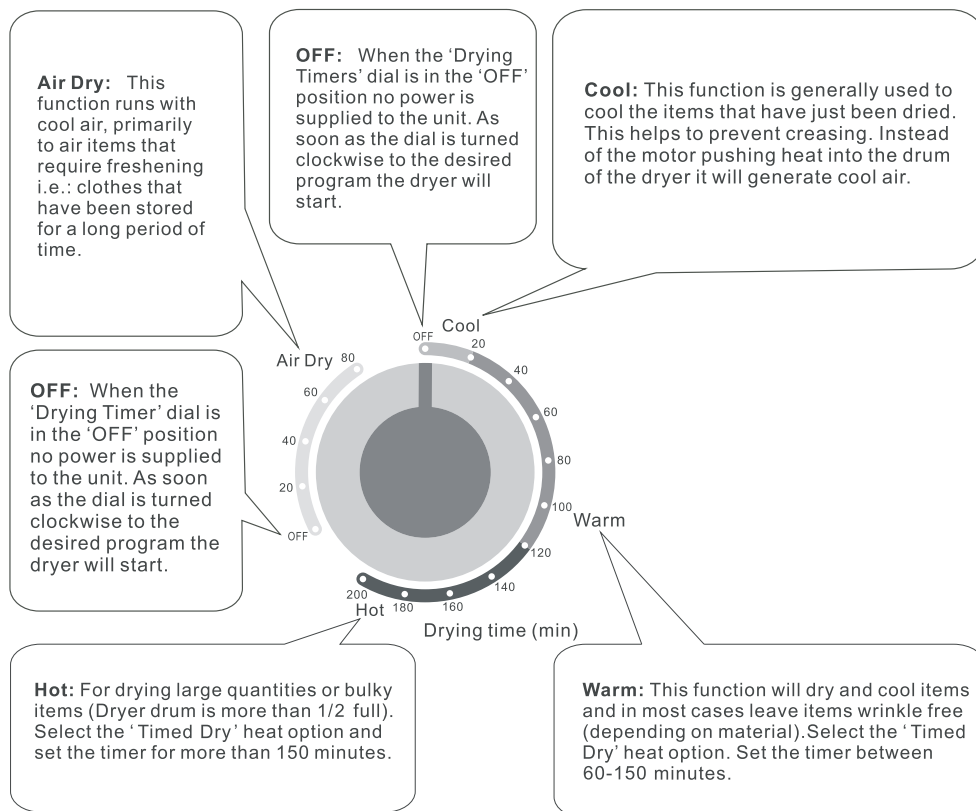 Air Dry: This
function runs with
cool air, primarily
to air items that
require freshening
i.e.: clothes that
have been stored
for a long period of
time.
OFF: When the ‘Drying
Timers’ dial is in the ‘OFF’
position no power is
supplied to the unit. As
soon as the dial is turned
clockwise to the desired
program the dryer will
start.
Cool: This function is generally used to
cool the items that have just been dried.
This helps to prevent creasing. Instead
of the motor pushing heat into the drum
of the dryer it will generate cool air.
OFF: When the
‘Drying Timer’ dial is
in the ‘OFF’ position
no power is supplied
to the unit. As soon
as the dial is turned
clockwise to the
desired program the
dryer will start.
Air Dry
80
60
40
20
OFF
OFF
Cool
20
40
60
80
100
Warm
120
140
160
180
200
Hot
Drying time (min)
Hot: For drying large quantities or bulky
items (Dryer drum is more than 1/2 full).
Select the ‘ Timed Dry’ heat option and
set the timer for more than 150 minutes.
Warm: This function will dry and cool items
and in most cases leave items wrinkle free
(depending on material).Select the ‘ Timed
Dry’ heat option. Set the timer between
60-150 minutes.